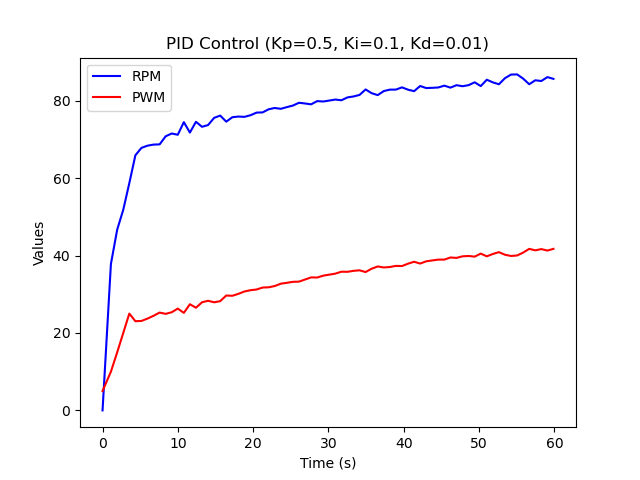 PID Control (Kp=0.5, Ki=0.1, Kd=0.01)
RPM
PWM
80
60
40
20
0
Values
0 10 20 30 40 50 60
Time (s)